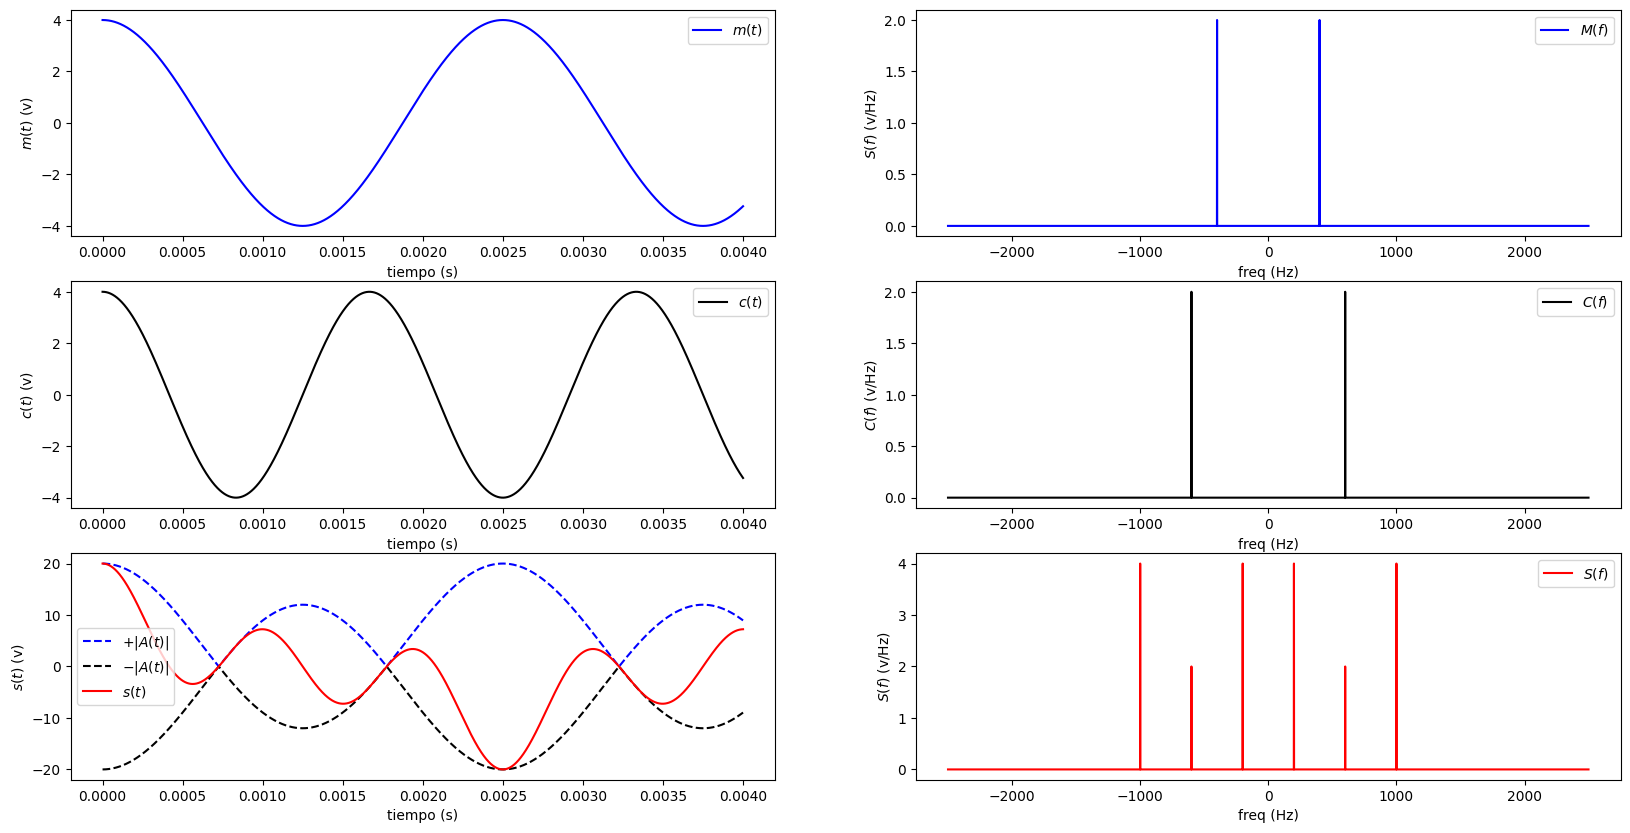 4
2
0
−2
−4
m(t) (v)
m(t)
0.0000 0.0005 0.0010 0.0015 0.0020 0.0025 0.0030 0.0035 0.0040
tiempo (s)
2.0
1.5
1.0
0.5
0.0
S(f) (v/Hz)
M(f)
−2000 −1000 0 1000 2000
freq (Hz)
4
2
0
−2
−4
c(t) (v)
c(t)
0.0000 0.0005 0.0010 0.0015 0.0020 0.0025 0.0030 0.0035 0.0040
tiempo (s)
2.0
1.5
1.0
0.5
0.0
C(f) (v/Hz)
C(f)
−2000 −1000 0 1000 2000
freq (Hz)
20
10
0
−10
−20
s(t) (v)
+|A(t)|
−|A(t)|
s(t)
0.0000 0.0005 0.0010 0.0015 0.0020 0.0025 0.0030 0.0035 0.0040
tiempo (s)
4
3
2
1
0
S(f) (v/Hz)
S(f)
−2000 −1000 0 1000 2000
freq (Hz)